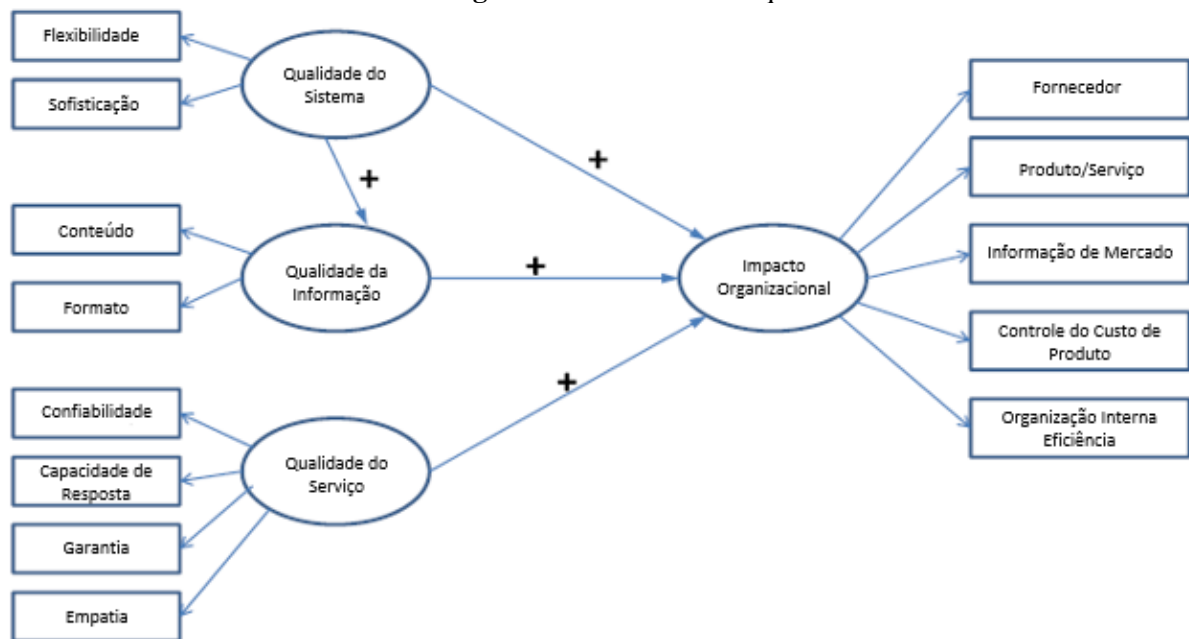 Flexibilidade
Sofisticação
Qualidade do
Sistema
Conteúdo
Formato
Qualidade da
Informação
Confiabilidade
Capacidade de
Resposta
Garantia
Empatia
Qualidade do
Serviço
+
+
+
+
Impacto
Organizacional
Fornecedor
Produto/Serviço
Informação de Mercado
Controle do Custo de
Produto
Organização Interna
Eficiência